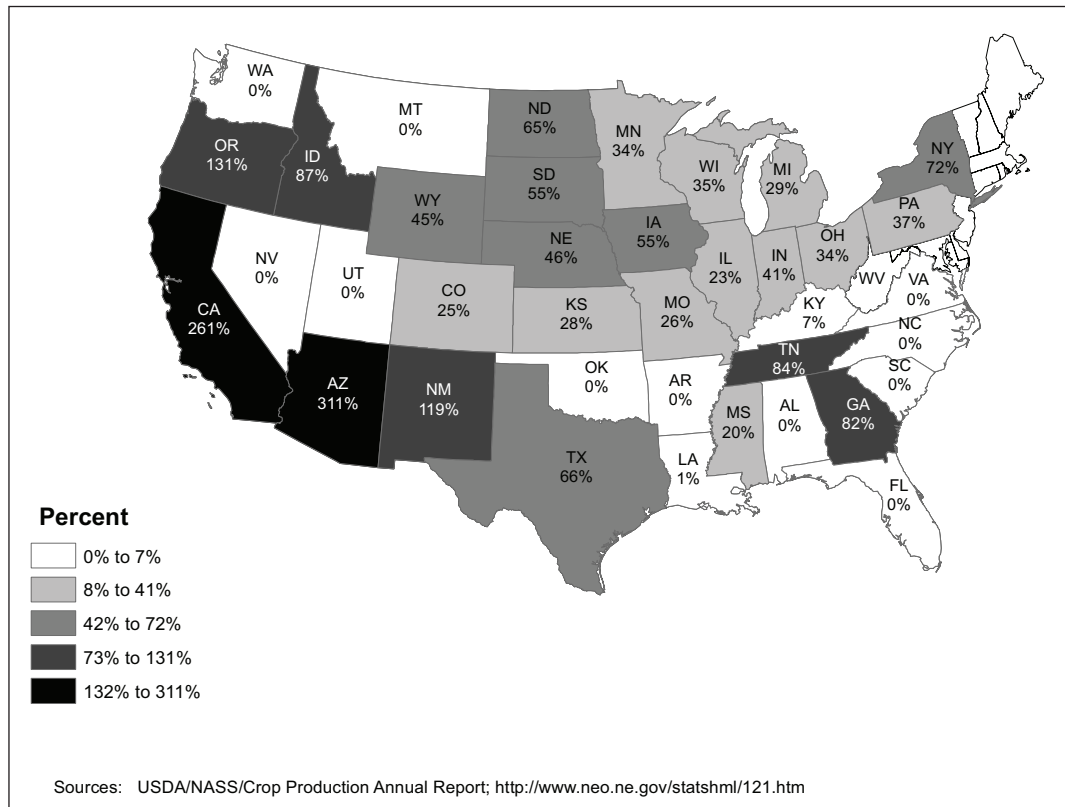 WA
0%
MT
0%
ND
65%
MN
34%
OR
131%
ID
87%
SD
55%
WI
35%
MI
29%
NY
72%
WY
45%
IA
55%
PA
37%
NE
46%
NV
0%
UT
0%
CO
25%
IL
23%
IN
41%
OH
34%
WV
VA
0%
CA
261%
KS
28%
MO
26%
KY
7%
NC
0%
TN
84%
SC
0%
AZ
311%
NM
119%
OK
0%
AR
0%
MS
20%
AL
0%
GA
82%
TX
66%
LA
1%
FL
0%
Percent
0% to 7%
8% to 41%
42% to 72%
73% to 131%
132% to 311%
Sources: USDA/NASS/Crop Production Annual Report; http://www.neo.ne.gov/statshml/121.htm